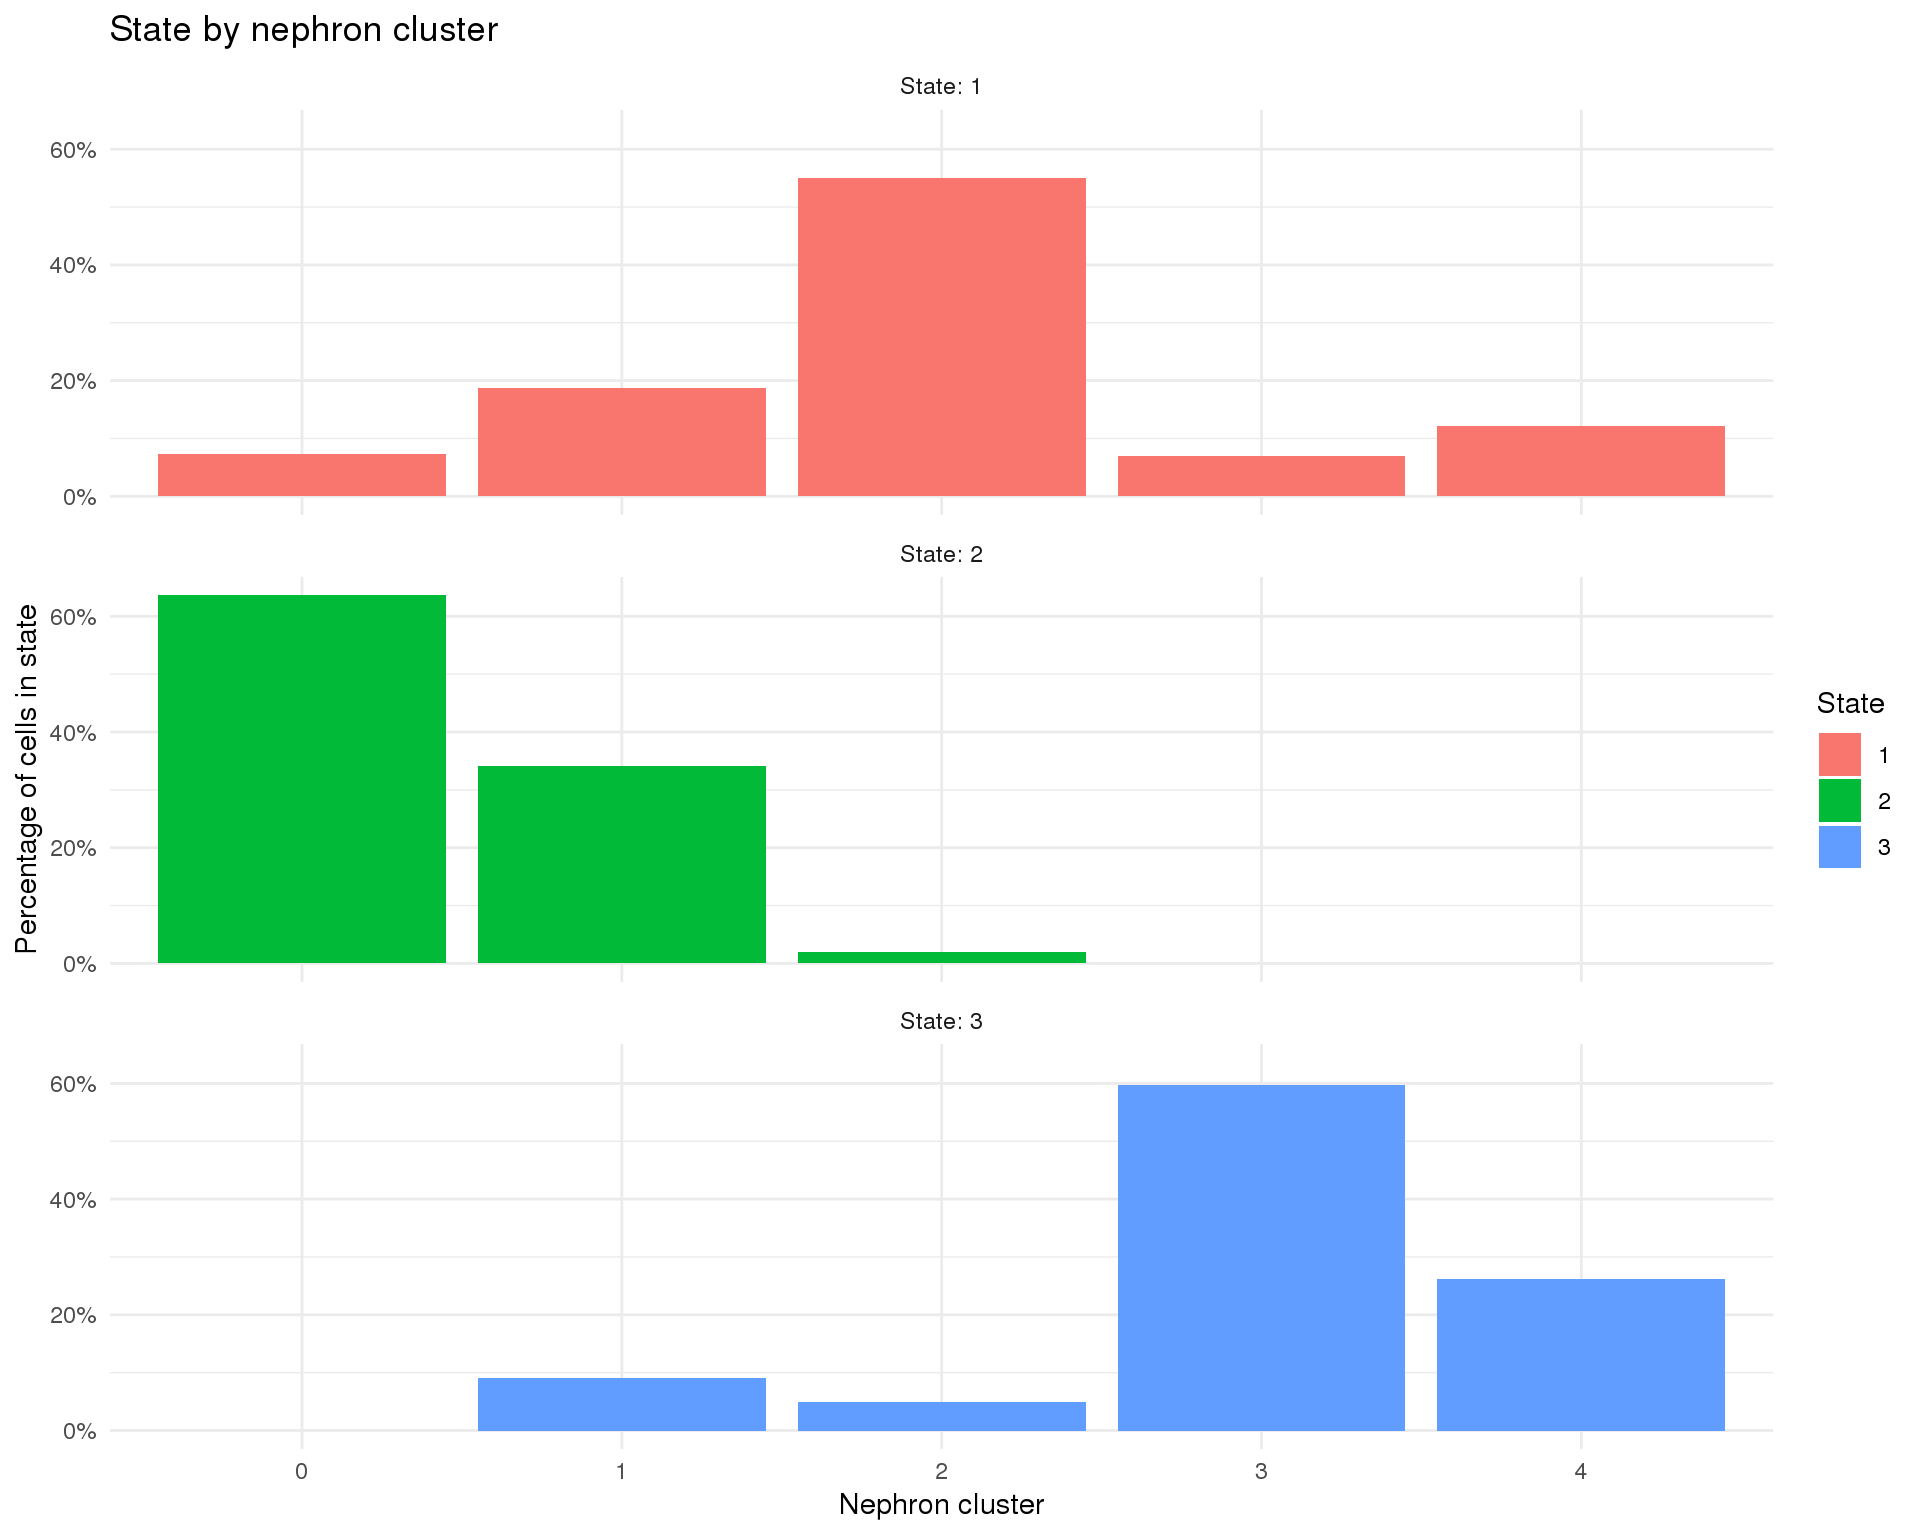 State by nephron cluster
State: 1
60%
40%
20%
0%
State: 2
60%
40%
20%
0%
State: 3
60%
40%
20%
0%
0 1 2 3 4
Nephron cluster
Percentage of cells in state
State
1
2
3